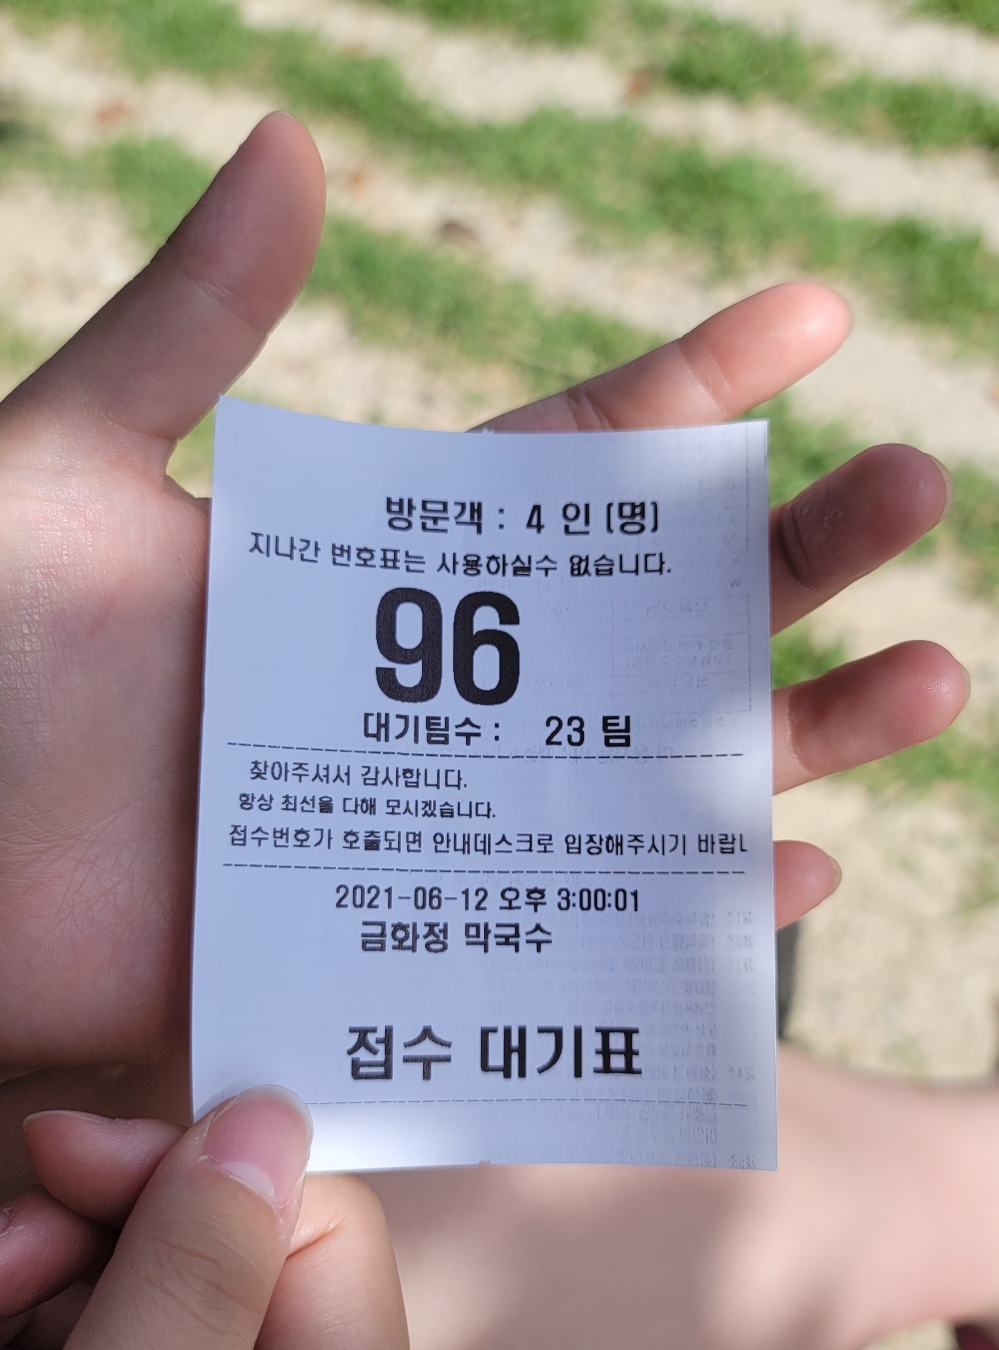 방문객 : 4 인 (명)
지나간 번호표는 사용하실수 없습니다.
96
대기팀수 : 23 팀
찾아주셔서 감사합니다.
항상 최선을 다해 모시겠습니다.
접수번호가 호출되면 안내데스크로 입장해주시기 바랍
2021-06-12 오후 3:00:01
금화정 막국수
접수 대기표